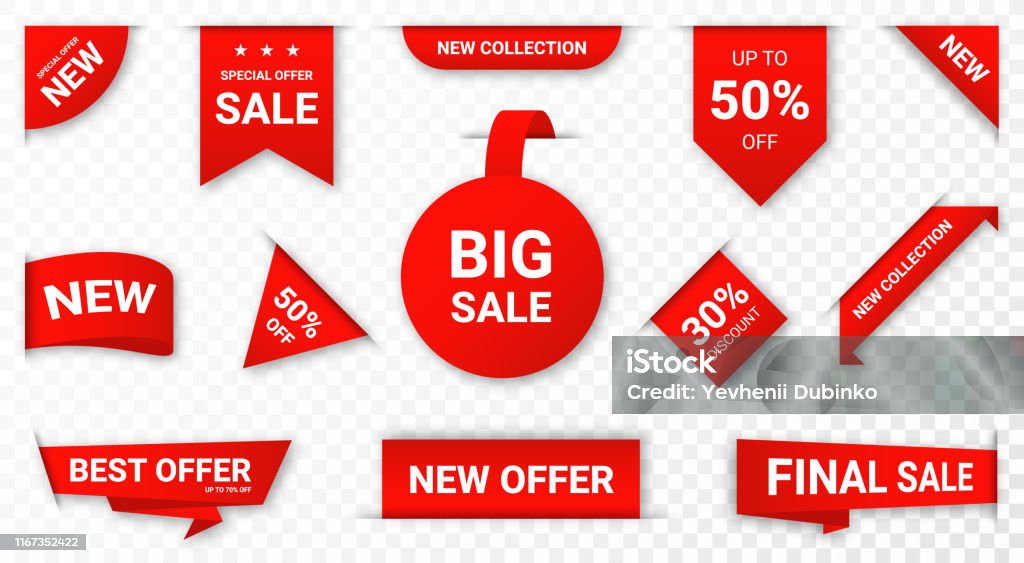 SPECIAL OFFER
NEW
SPECIAL OFFER
SALE
NEW COLLECTION
UP TO
50%
OFF
NEW
NEW
50%
OFF
BIG
SALE
30%
DISCOUNT
NEW COLLECTION
iStock
Credit: Yevhenii Dubinko
BEST OFFER
UP TO 70% OFF
NEW OFFER
FINAL SALE
1167352422